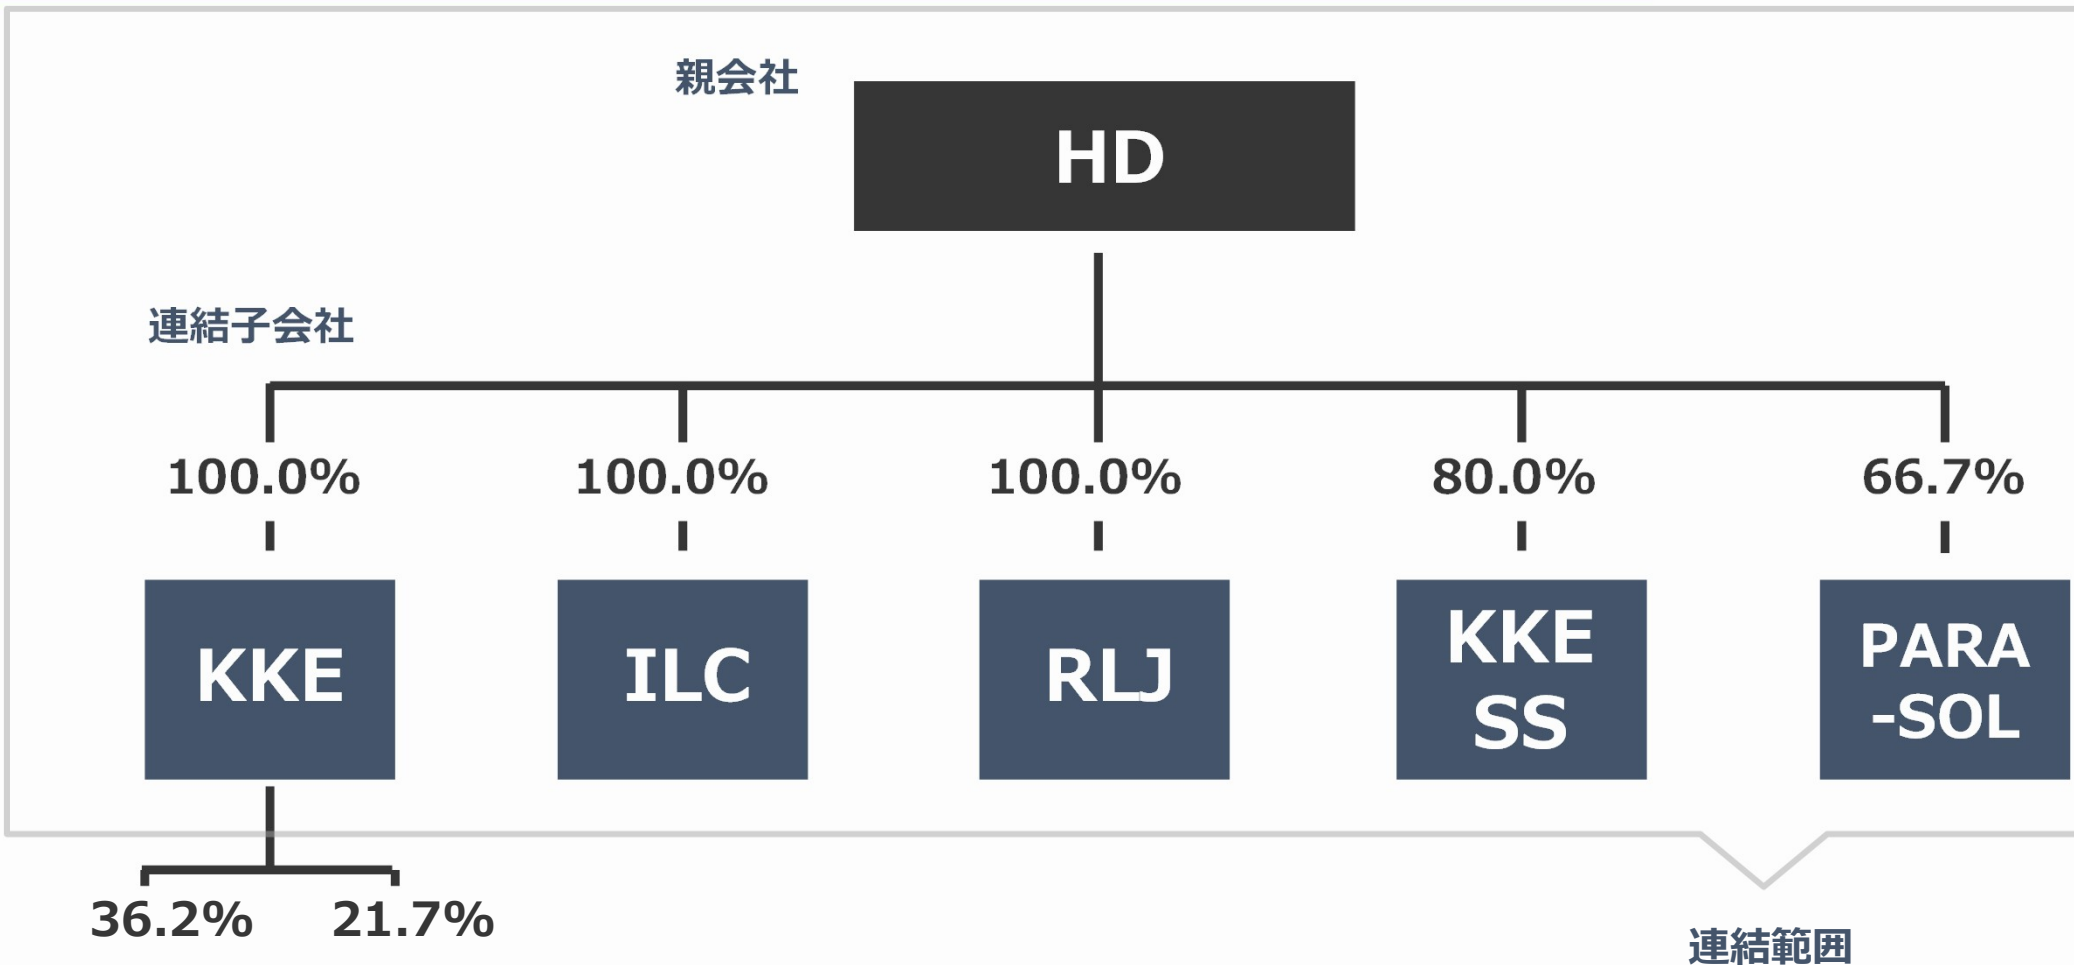 親会社
HD
連結子会社
100.0%
100.0%
100.0%
80.0%
66.7%
KKE
ILC
RLJ
KKE
SS
PARA
-SOL
36.2%
21.7%
連結範囲